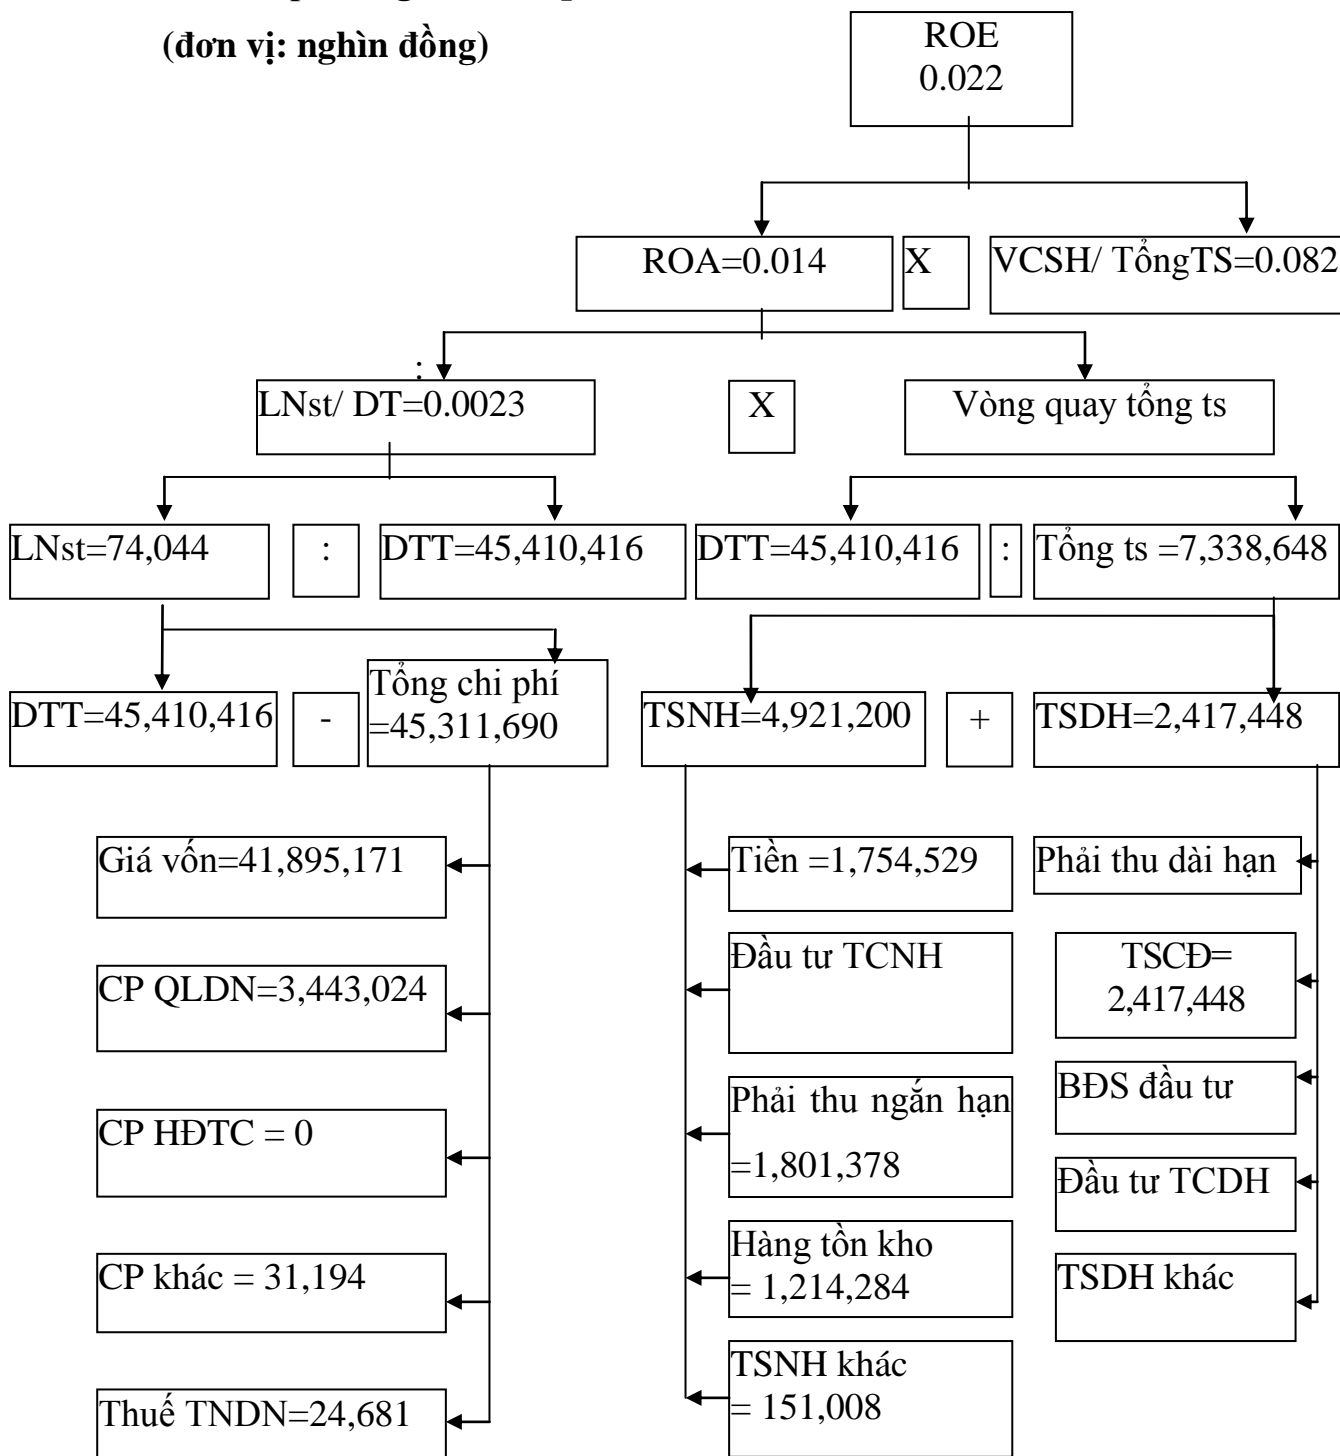 (đơn vị: nghìn đồng)
ROE
0.022
ROA=0.014
X
VCSH/ TổngTS=0.082
:
LNst/ DT=0.0023
X
Vòng quay tổng ts
LNst=74,044
:
DTT=45,410,416
DTT=45,410,416
:
Tổng ts =7,338,648
DTT=45,410,416
-
Tổng chi phí
=45,311,690
TSNH=4,921,200
+
TSDH=2,417,448
Giá vốn=41,895,171
CP QLDN=3,443,024
CP HĐTC = 0
CP khác = 31,194
Thuế TNDN=24,681
Tiền =1,754,529
Đầu tư TCNH
Phải thu ngắn hạn
=1,801,378
Hàng tồn kho
= 1,214,284
TSNH khác
= 151,008
Phải thu dài hạn
TSCĐ=
2,417,448
BĐS đầu tư
Đầu tư TCDH
TSDH khác